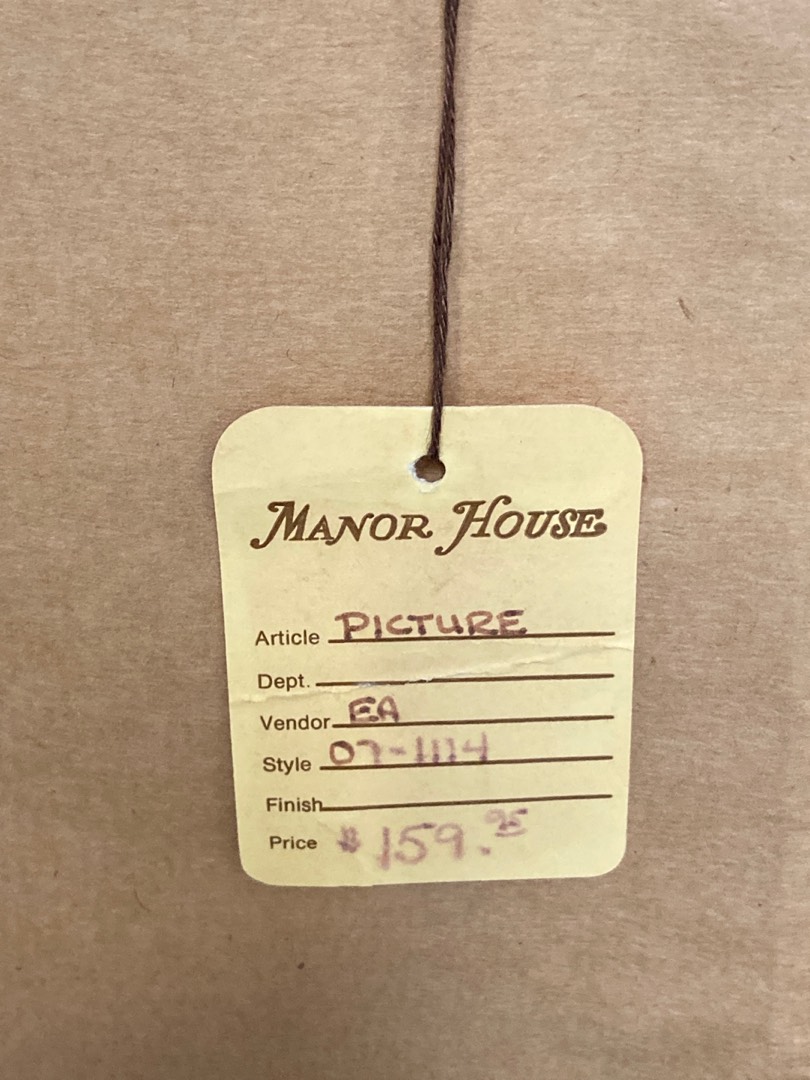 MANOR HOUSE
Article PICTURE
Dept.
Vendor EA
Style 07-1114
Finish
Price $159.95